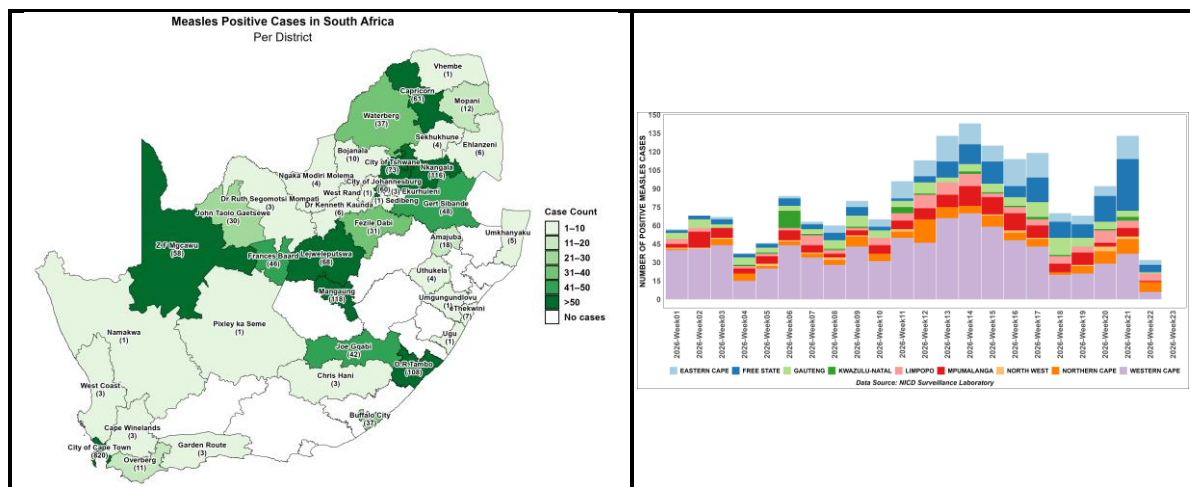 Measles Positive Cases in South Africa
Per District
Vhembe
(1)
Capricorn
(61)
Mopani
(12)
Waterberg
(37)
Sekhukhune
(4)
Ehlanzeni
(6)
Bojanala
(10)
City of Tshwane
(73)
Nkangala
(116)
Ngaka Modiri Molema
(4)
City of Johannesburg
(60)
(3) Ekurhuleni
West Rand (1)
(1) Sedibeng
Dr Ruth Segomotsi Mompati
(3)
Dr Kenneth Kaunda
(6)
Gert Sibande
(48)
John Taolo Gaetsewe
(30)
Fezile Dabi
(31)
Amajuba
(18)
Umkhanyaku
(5)
Z F Mgcawu
(58)
Frances Baard
(46)
Lejweleputswa
(68)
Uthukela
(4)
Mangaung
(118)
Umgungundlovu
(1)
eThekwini
(7)
Ugu
(1)
Namakwa
(1)
Pixley ka Seme
(1)
Joe Gqabi
(42)
O.R.Tambo
(108)
Chris Hani
(3)
West Coast
(3)
Buffalo City
(37)
Cape Winelands
(3)
City of Cape Town
(820)
Garden Route
(3)
Overberg
(11)
Case Count
1–10
11–20
21–30
31–40
41–50
>50
No cases
NUMBER OF POSITIVE MEASLES CASES
150
135
120
105
90
75
60
45
30
15
0
2026-Week01
2026-Week02
2026-Week03
2026-Week04
2026-Week05
2026-Week06
2026-Week07
2026-Week08
2026-Week09
2026-Week10
2026-Week11
2026-Week12
2026-Week13
2026-Week14
2026-Week15
2026-Week16
2026-Week17
2026-Week18
2026-Week19
2026-Week20
2026-Week21
2026-Week22
2026-Week23
EASTERN CAPE FREE STATE GAUTENG KWAZULU-NATAL LIMPOPO MPUMALANGA NORTH WEST NORTHERN CAPE WESTERN CAPE
Data Source: NICD Surveillance Laboratory